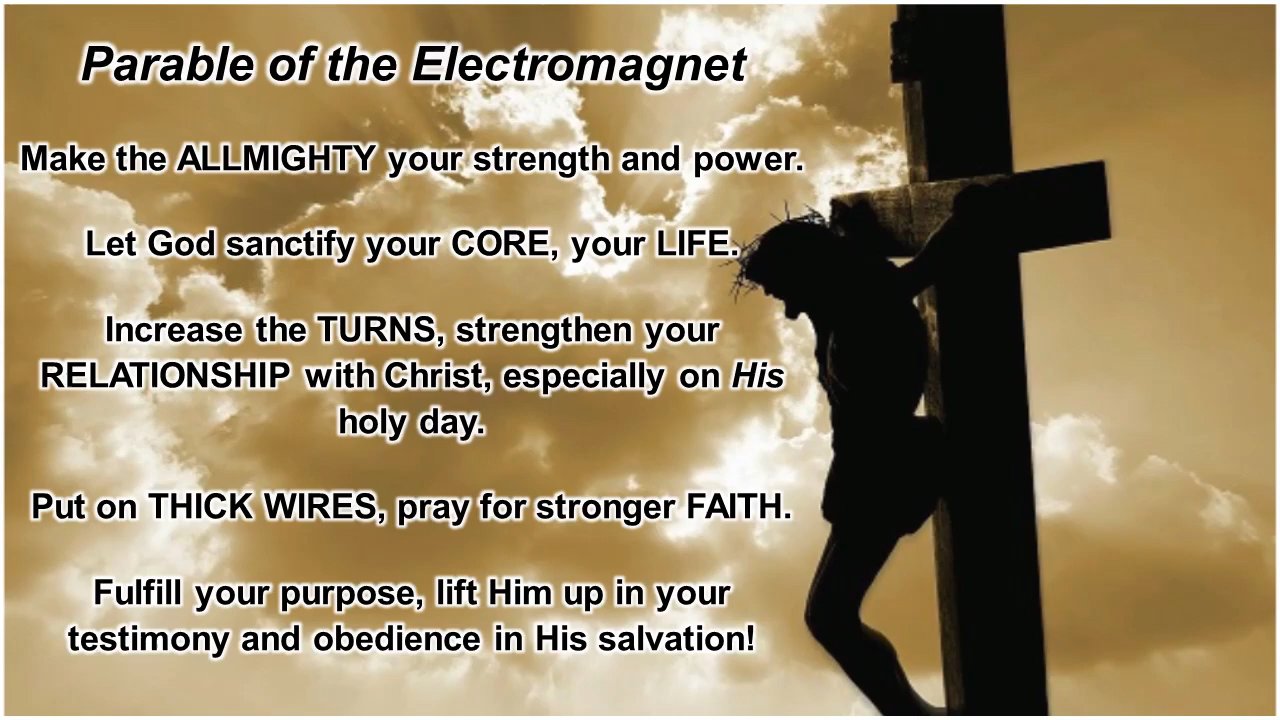 Parable of the Electromagnet
Make the ALLMIGHTY your strength and power.
Let God sanctify your CORE, your LIFE.
Increase the TURNS, strengthen your
RELATIONSHIP with Christ, especially on His
holy day.
Put on THICK WIRES, pray for stronger FAITH.
Fulfill your purpose, lift Him up in your
testimony and obedience in His salvation!